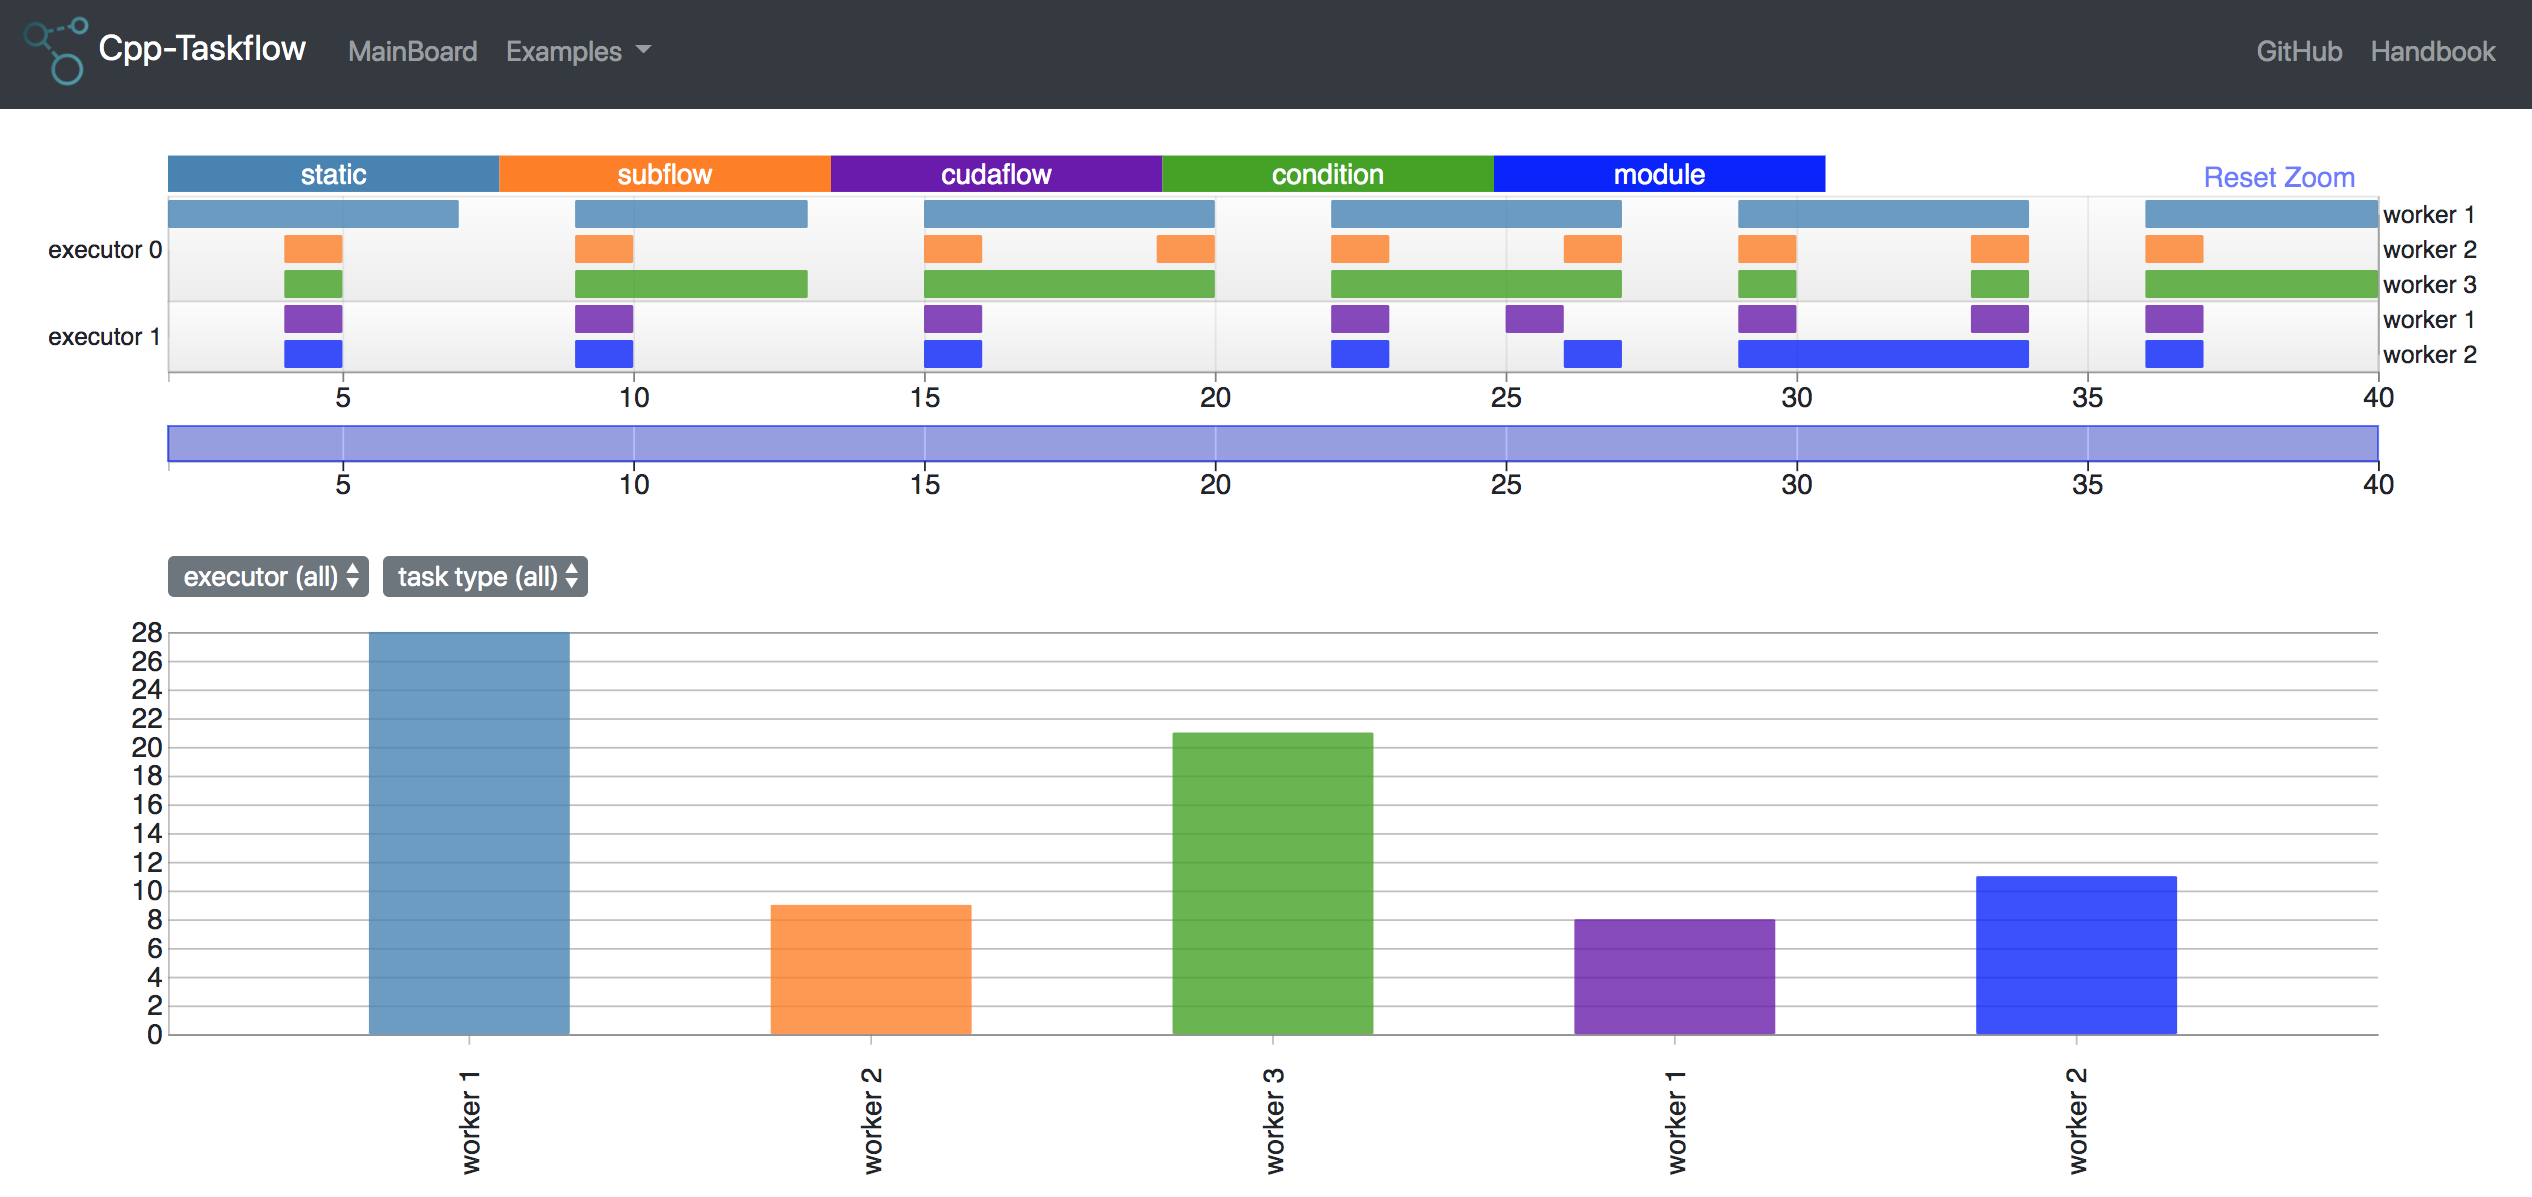 Cpp-Taskflow MainBoard Examples GitHub Handbook
static subflow cudaflow condition module Reset Zoom
executor 0
executor 1
worker 1
worker 2
worker 3
worker 1
worker 2
5 10 15 20 25 30 35 40
5 10 15 20 25 30 35 40
executor (all) task type (all)
28
26
24
22
20
18
16
14
12
10
8
6
4
2
0
worker 1
worker 2
worker 3
worker 1
worker 2